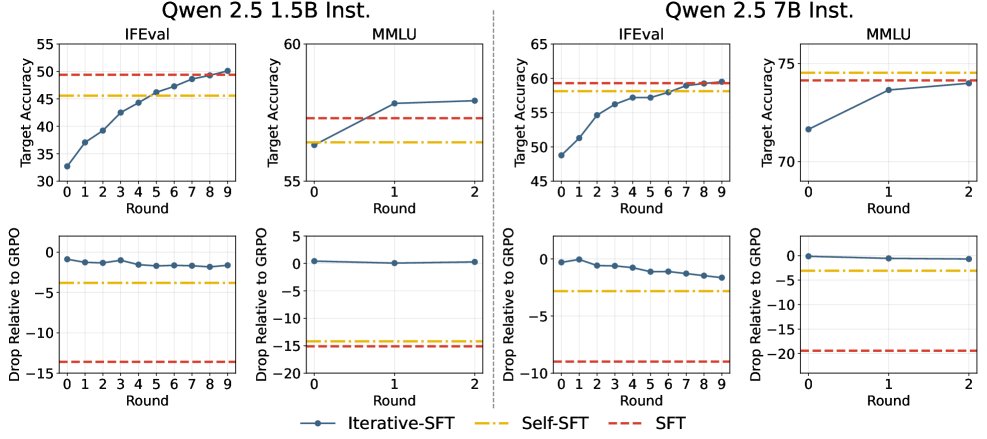 Qwen 2.5 1.5B Inst.
Qwen 2.5 7B Inst.
IFEval
55
50
45
40
35
30
Target Accuracy
0 1 2 3 4 5 6 7 8 9
Round
MMLU
60
55
Target Accuracy
0 1 2
Round
IFEval
65
60
55
50
45
Target Accuracy
0 1 2 3 4 5 6 7 8 9
Round
MMLU
75
70
Target Accuracy
0 1 2
Round
0
−5
−10
−15
Drop Relative to GRPO
0 1 2 3 4 5 6 7 8 9
Round
5
0
−5
−10
−15
−20
Drop Relative to GRPO
0 1 2
Round
0
−5
−10
Drop Relative to GRPO
0 1 2 3 4 5 6 7 8 9
Round
0
−5
−10
−15
−20
Drop Relative to GRPO
0 1 2
Round
Iterative-SFT Self-SFT SFT